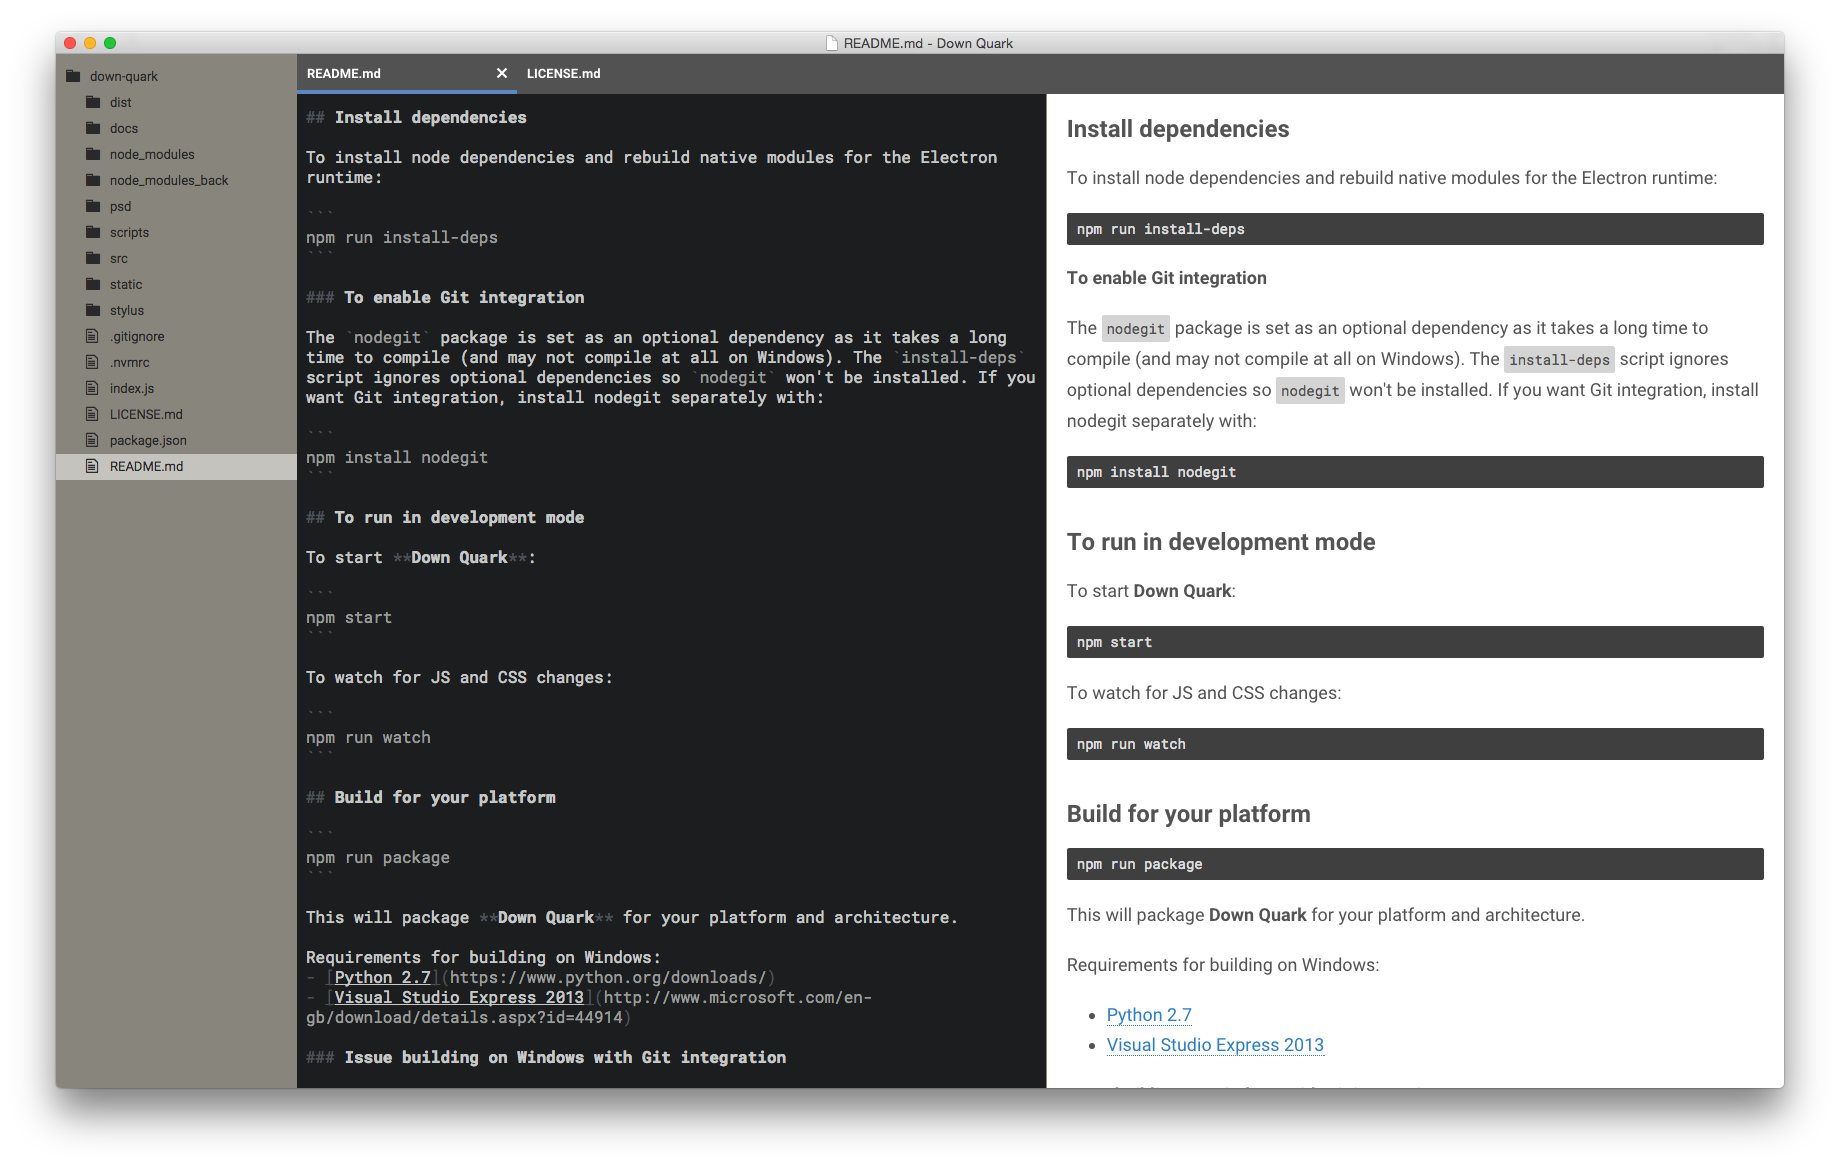 README.md - Down Quark
down-quark
dist
docs
node_modules
node_modules_back
psd
scripts
src
static
stylus
.gitignore
.nvmrc
index.js
LICENSE.md
package.json
README.md
README.md
LICENSE.md
## Install dependencies
To install node dependencies and rebuild native modules for the Electron
runtime:
```
npm run install-deps
```
### To enable Git integration
The `nodegit` package is set as an optional dependency as it takes a long
time to compile (and may not compile at all on Windows). The `install-deps`
script ignores optional dependencies so `nodegit` won't be installed. If you
want Git integration, install nodegit separately with:
```
npm install nodegit
```
## To run in development mode
To start **Down Quark**:
```
npm start
```
To watch for JS and CSS changes:
```
npm run watch
```
## Build for your platform
```
npm run package
```
This will package **Down Quark** for your platform and architecture.
Requirements for building on Windows:
- [Python 2.7](https://www.python.org/downloads/)
- [Visual Studio Express 2013](http://www.microsoft.com/en-
gb/download/details.aspx?id=44914)
### Issue building on Windows with Git integration
Install dependencies
To install node dependencies and rebuild native modules for the Electron runtime:
npm run install-deps
To enable Git integration
The nodegit package is set as an optional dependency as it takes a long time to
compile (and may not compile at all on Windows). The install-deps script ignores
optional dependencies so nodegit won't be installed. If you want Git integration, install
nodegit separately with:
npm install nodegit
To run in development mode
To start Down Quark:
npm start
To watch for JS and CSS changes:
npm run watch
Build for your platform
npm run package
This will package Down Quark for your platform and architecture.
Requirements for building on Windows:
Python 2.7
Visual Studio Express 2013